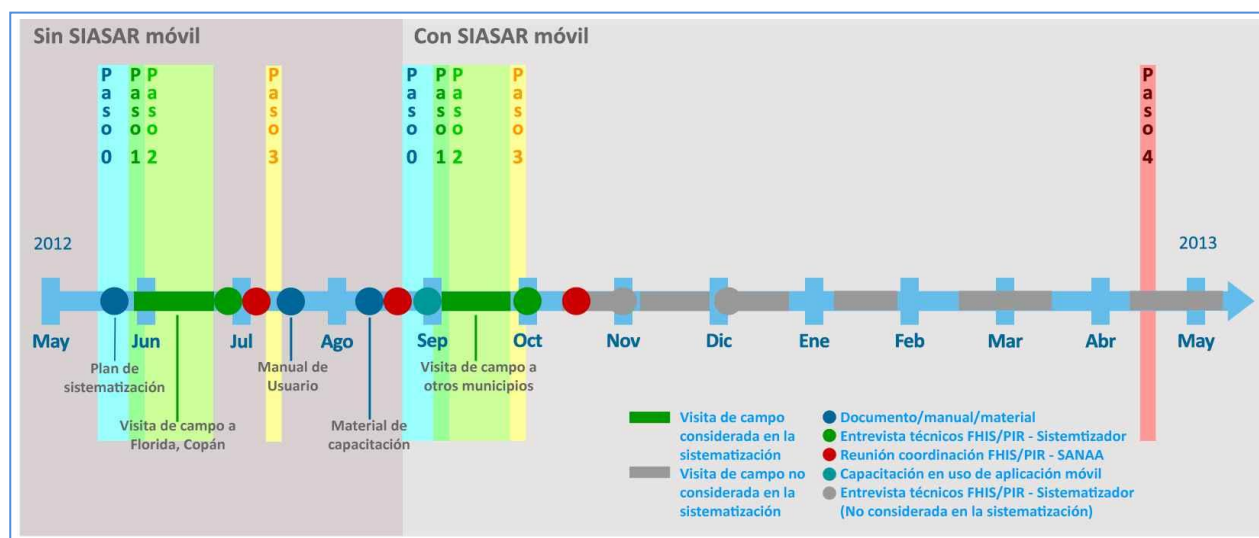 Sin SIASAR móvil
Con SIASAR móvil
Paso 0
Paso 1
Paso 2
Paso 3
Paso 0
Paso 1
Paso 2
Paso 3
Paso 4
2012
2013
May
Jun
Jul
Ago
Sep
Oct
Nov
Dic
Ene
Feb
Mar
Abr
May
Plan de
sistematización
Visita de campo a
Florida, Copán
Manual de
Usuario
Material de
capacitación
Visita de campo a
otros municipios
Visita de campo
considerada en la
sistematización
Visita de campo no
considerada en la
sistematización
Documento/manual/material
Entrevista técnicos FHIS/PIR - Sistemtizador
Reunión coordinación FHIS/PIR - SANAA
Capacitación en uso de aplicación móvil
Entrevista técnicos FHIS/PIR - Sistematizador
(No considerada en la sistematización)